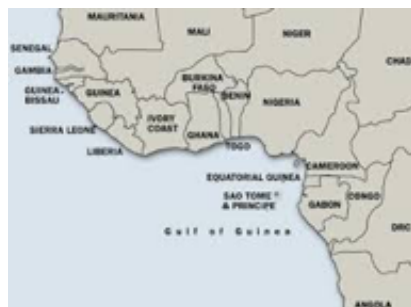 MAURITANIA
MALI
NIGER
CHAD
SENEGAL
GAMBIA
GUINEA-
BISSAU
GUINEA
BURKINA
FASO
BENIN
NIGERIA
SIERRA LEONE
IVORY
COAST
GHANA
LIBERIA
TOGO
CAMEROON
EQUATORIAL GUINEA
SAO TOME
& PRINCIPE
GABON
CONGO
DRC
Gulf of Guinea
ANGOLA